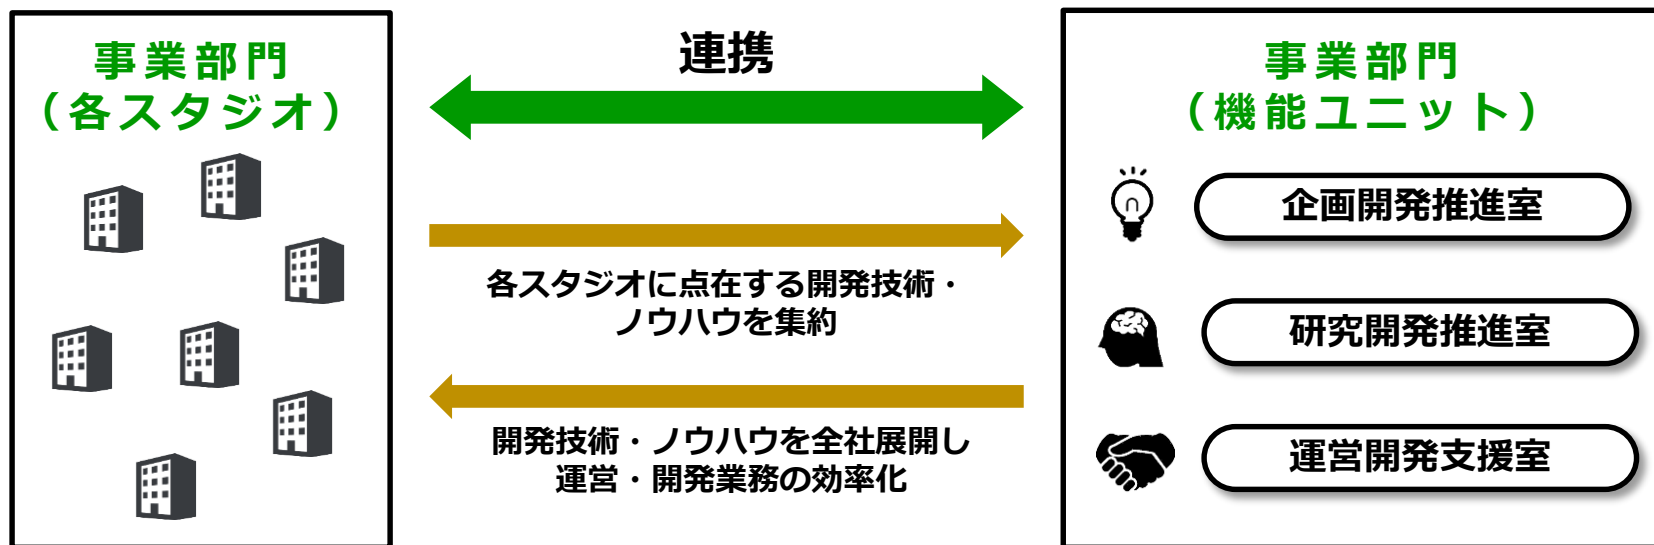 事業部門
（各スタジオ）
連携
各スタジオに点在する開発技術・
ノウハウを集約
開発技術・ノウハウを全社展開し
運営・開発業務の効率化
事業部門
（機能ユニット）
企画開発推進室
研究開発推進室
運営開発支援室